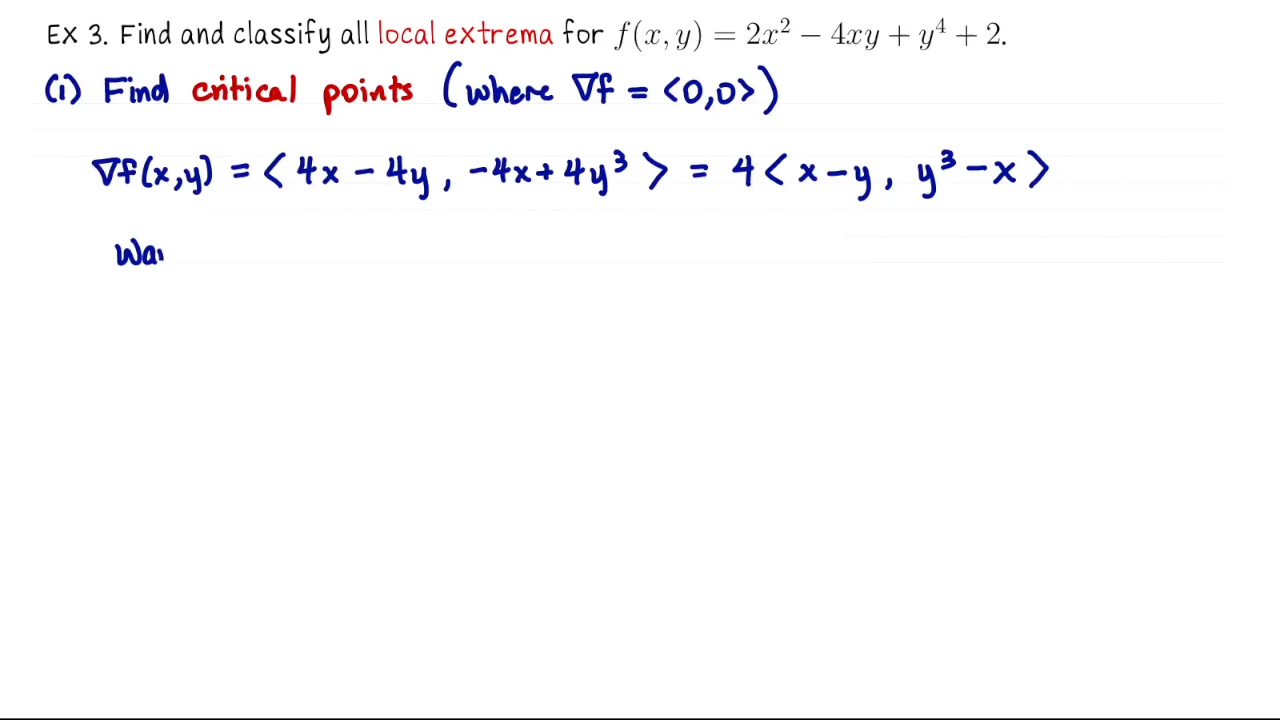 Ex 3. Find and classify all local extrema for f(x, y) = 2x² − 4xy + y⁴ + 2.
(1) Find critical points (where ∇f = <0,0>)
∇f(x,y) = < 4x − 4y , −4x + 4y³ > = 4 < x − y , y³ − x >